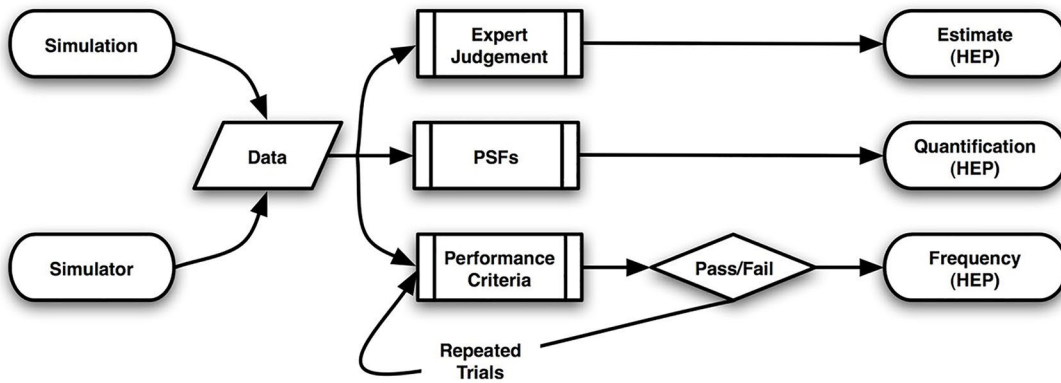 Simulation
Expert
Judgement
Estimate
(HEP)
Data
PSFs
Quantification
(HEP)
Simulator
Performance
Criteria
Pass/Fail
Frequency
(HEP)
Repeated
Trials